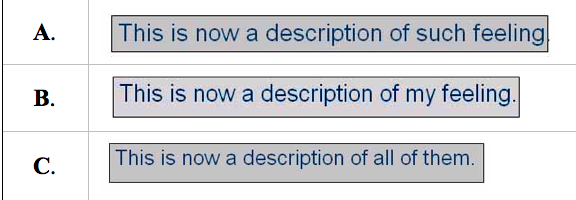 A. This is now a description of such feeling.
B. This is now a description of my feeling.
C. This is now a description of all of them.